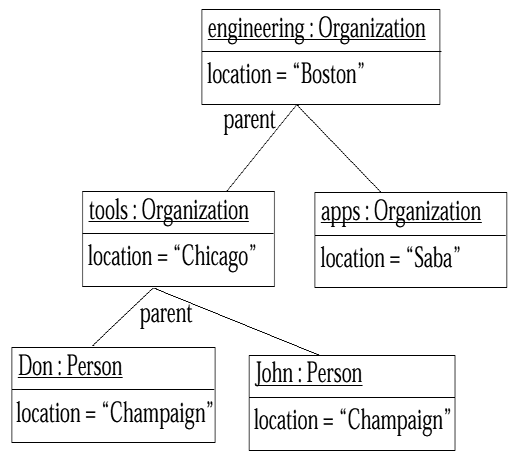 engineering : Organization
location = “Boston”
parent
tools : Organization
location = “Chicago”
apps : Organization
location = “Saba”
parent
Don : Person
location = “Champaign”
John : Person
location = “Champaign”